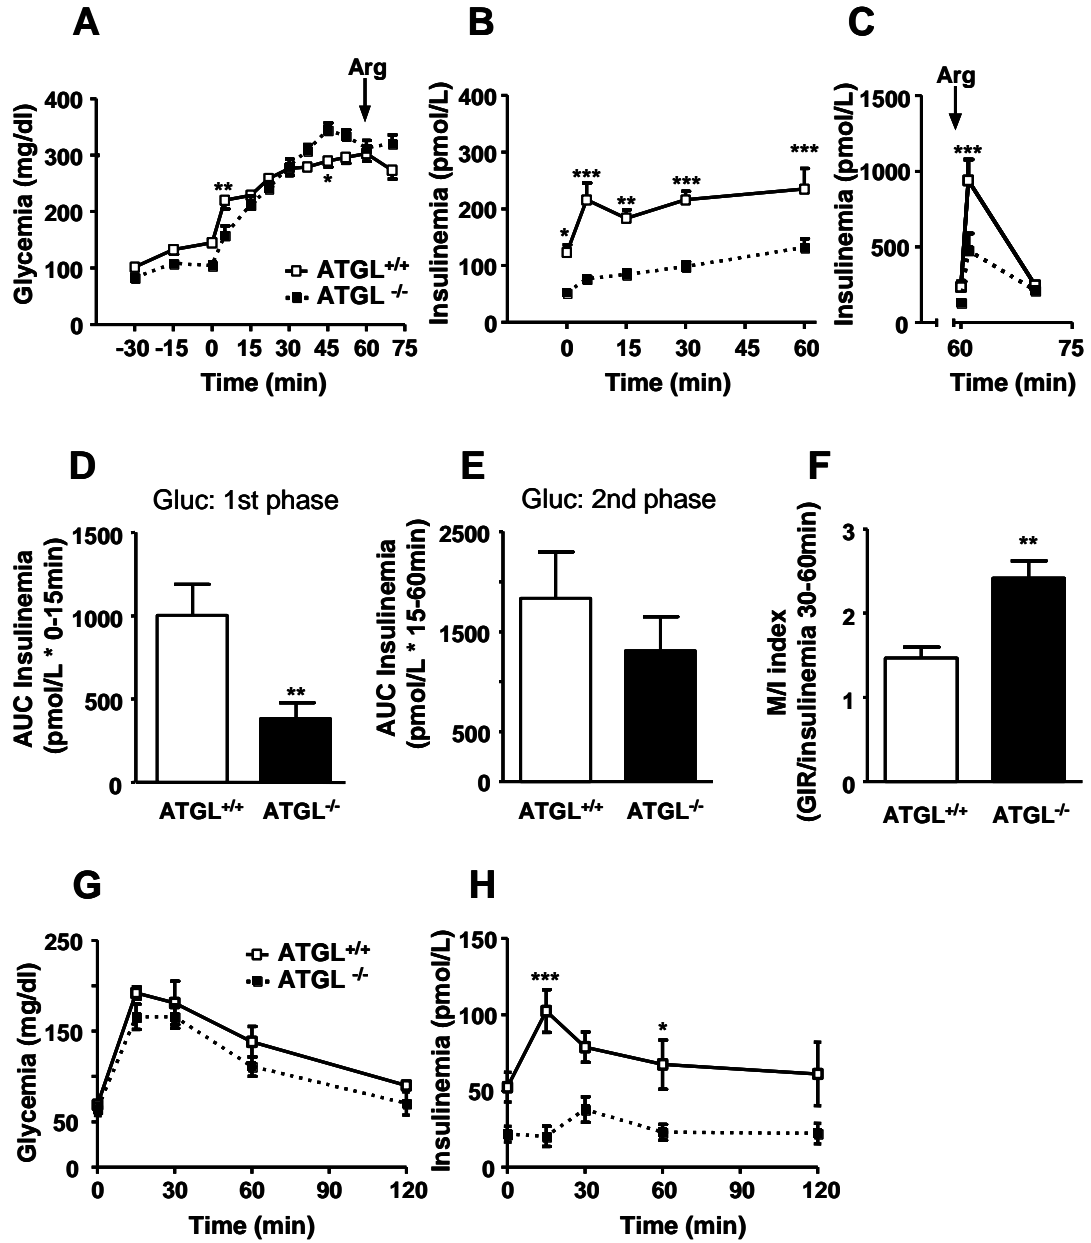 A
Arg
Glycemia (mg/dl)
400
300
200
100
0
**
*
ATGL+/+
ATGL -/-
-30 -15 0 15 30 45 60 75
Time (min)
B
Insulinemia (pmol/L)
400
300
200
100
0
*
***
**
***
***
0 15 30 45 60
Time (min)
C
Arg
Insulinemia (pmol/L)
1500
1000
500
0
***
60 75
Time (min)
D
Gluc: 1st phase
AUC Insulinemia
(pmol/L * 0-15min)
1500
1000
500
0
**
ATGL+/+ ATGL-/-
E
Gluc: 2nd phase
AUC Insulinemia
(pmol/L * 15-60min)
2500
1500
500
0
ATGL+/+ ATGL-/-
F
M/I index
(GIR/insulinemia 30-60min)
3
2
1
0
**
ATGL+/+ ATGL-/-
G
Glycemia (mg/dl)
250
150
50
0
ATGL+/+
ATGL -/-
0 30 60 90 120
Time (min)
H
Insulinemia (pmol/L)
150
100
50
0
***
*
0 30 60 90 120
Time (min)